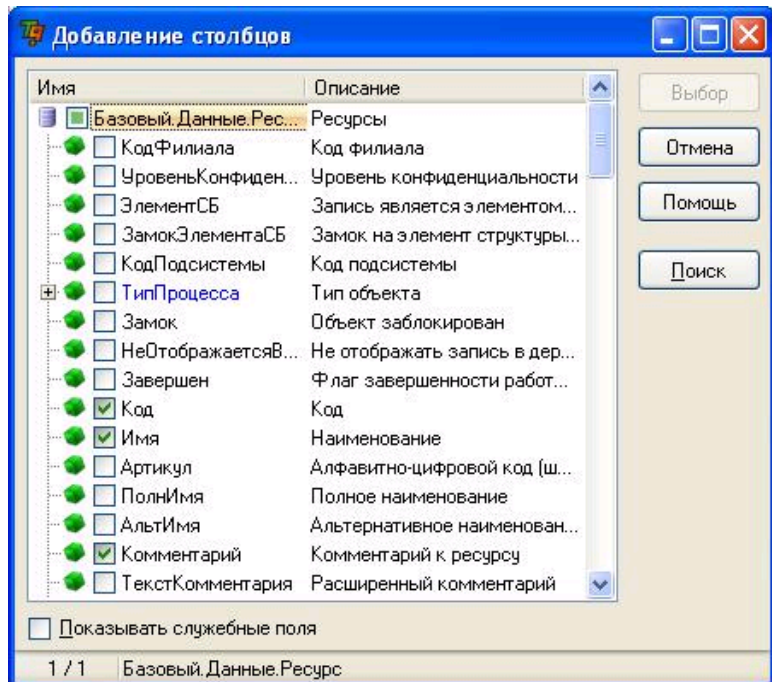 Добавление столбцов
Имя Описание
Базовый.Данные.Рес... Ресурсы
КодФилиала Код филиала
УровеньКонфиден... Уровень конфиденциальности
ЭлементСБ Запись является элементом...
ЗамокЭлементаСБ Замок на элемент структуры...
КодПодсистемы Код подсистемы
ТипПроцесса Тип объекта
Замок Объект заблокирован
НеОтображаетсяВ... Не отображать запись в дер...
Завершен Флаг завершенности работ...
Код Код
Имя Наименование
Артикул Алфавитно-цифровой код (ш...
ПолнИмя Полное наименование
АльтИмя Альтернативное наименован...
Комментарий Комментарий к ресурсу
ТекстКомментария Расширенный комментарий
Выбор
Отмена
Помощь
Поиск
Показывать служебные поля
1 / 1 Базовый.Данные.Ресурс